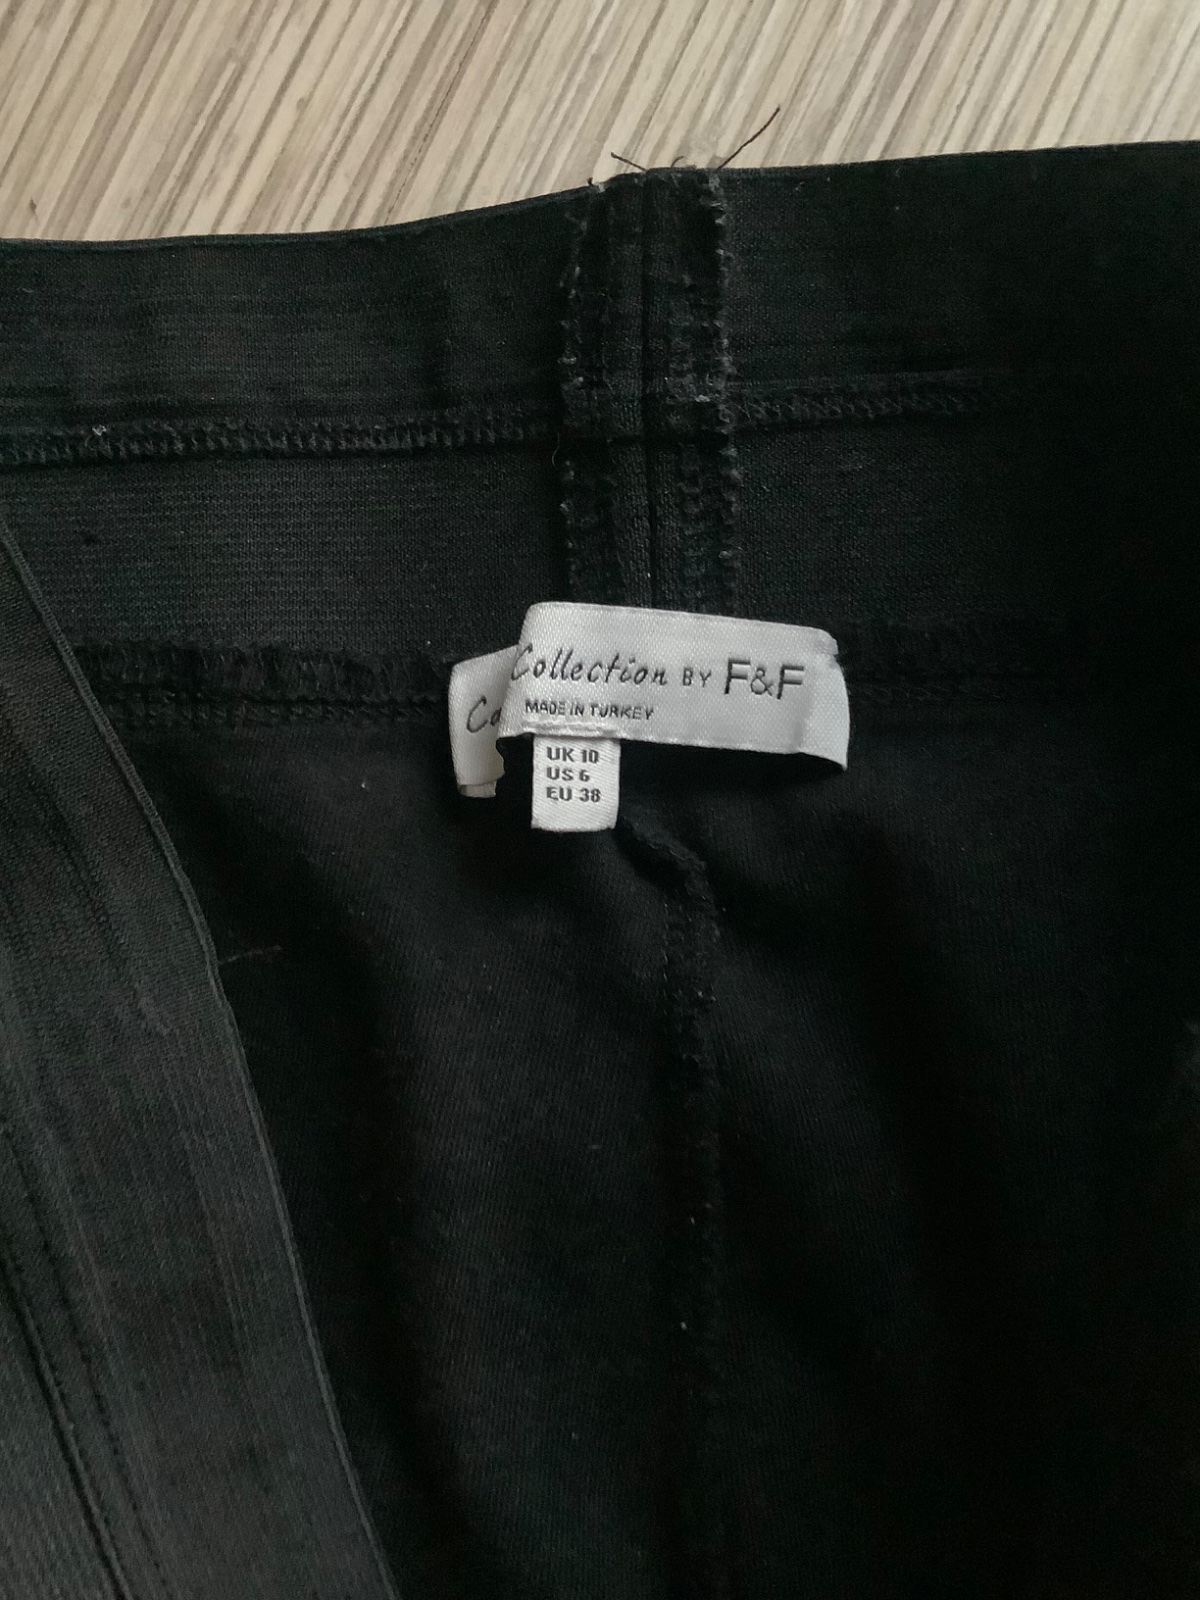 Collection BY F&F
MADE IN TURKEY
UK 10
US 6
EU 38